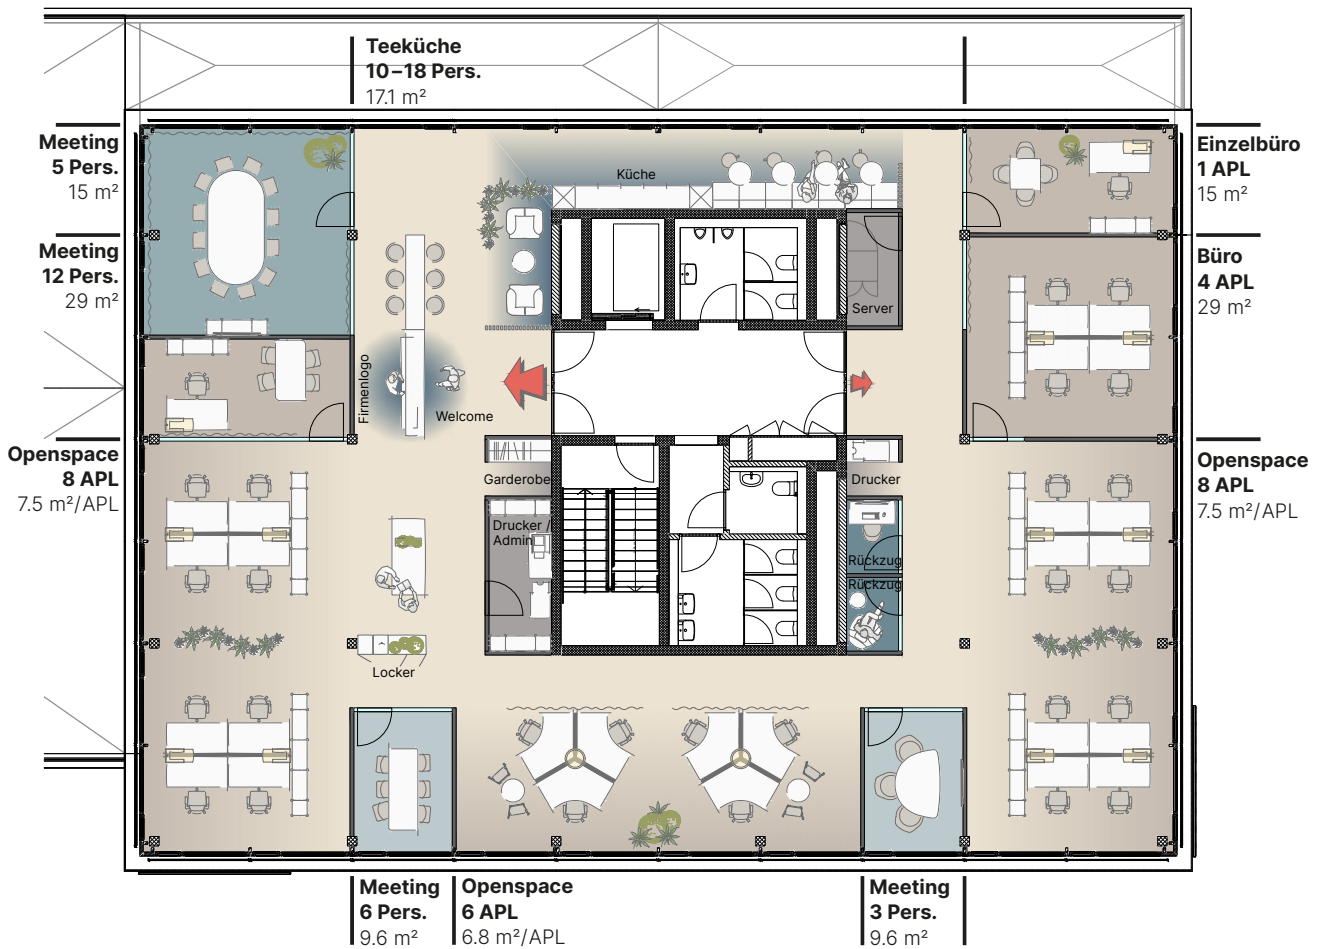 Teeküche
10–18 Pers.
17.1 m²
Meeting
5 Pers.
15 m²
Meeting
12 Pers.
29 m²
Openspace
8 APL
7.5 m²/APL
Einzelbüro
1 APL
15 m²
Büro
4 APL
29 m²
Openspace
8 APL
7.5 m²/APL
Küche
Server
Firmenlogo
Welcome
Garderobe
Drucker
Drucker /
Admin
Rückzug
Rückzug
Locker
Meeting
6 Pers.
9.6 m²
Openspace
6 APL
6.8 m²/APL
Meeting
3 Pers.
9.6 m²